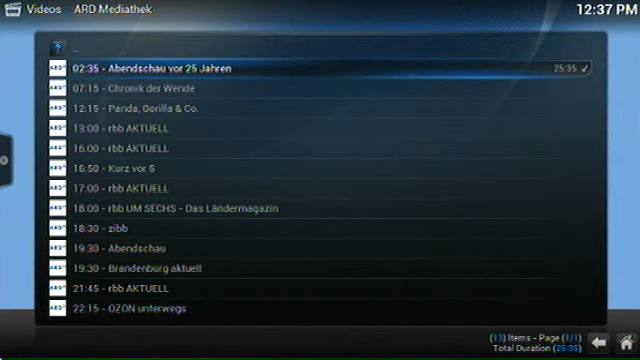 Videos ARD Mediathek 12:37 PM
..
02:35 - Abendschau vor 25 Jahren 25:35
07:15 - Chronik der Wende
12:15 - Panda, Gorilla & Co.
13:00 - rbb AKTUELL
16:00 - rbb AKTUELL
16:50 - Kurz vor 5
17:00 - rbb AKTUELL
18:00 - rbb UM SECHS - Das Ländermagazin
18:30 - zibb
19:30 - Abendschau
19:30 - Brandenburg aktuell
21:45 - rbb AKTUELL
22:15 - OZON unterwegs
(13) Items - Page (1/1)
Total Duration (25:35)